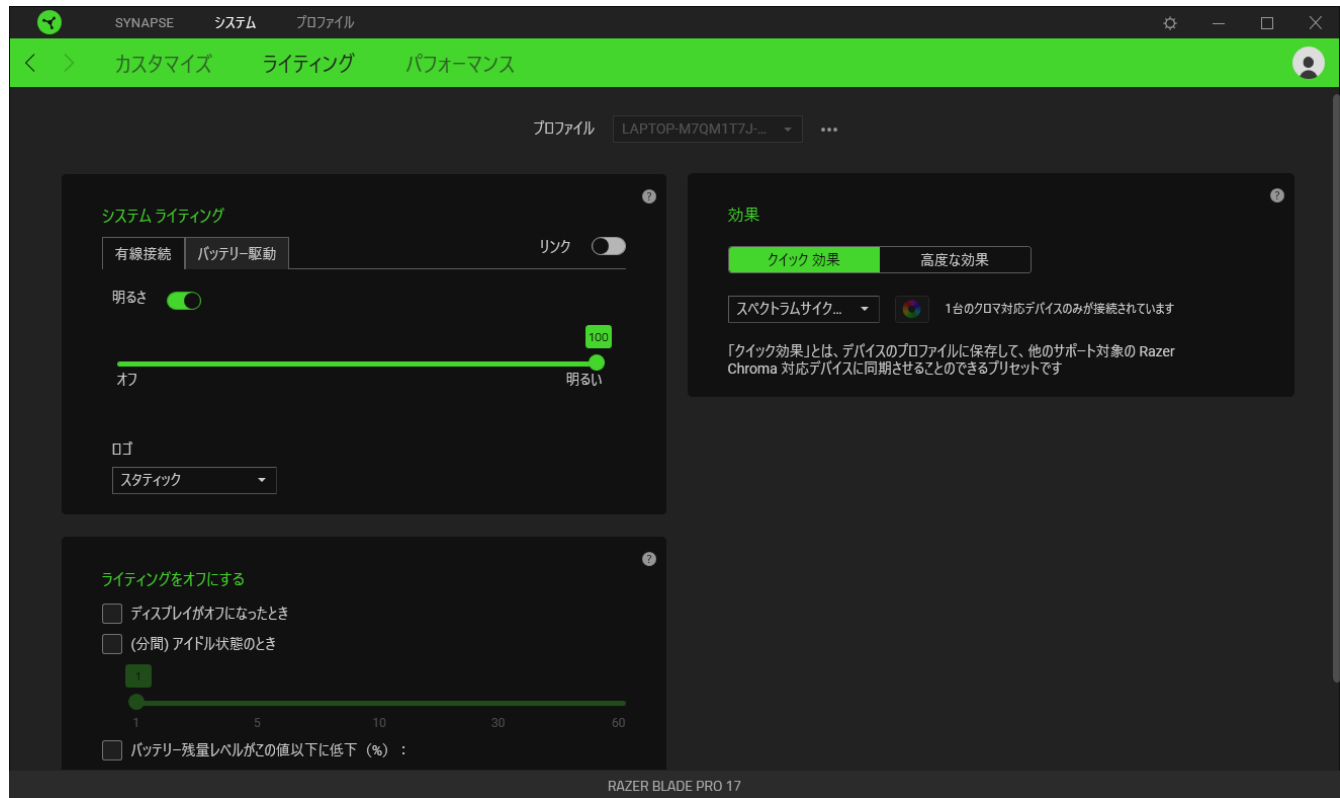 SYNAPSE システム プロファイル
カスタマイズ ライティング パフォーマンス
プロファイル LAPTOP-M7QM1T7J-... •••
システム ライティング
有線接続 バッテリー駆動 リンク
明るさ
100
オフ 明るい
ロゴ
スタティック
効果
クイック 効果 高度な効果
スペクトラムサイク... 1台のクロマ対応デバイスのみが接続されています
「クイック効果」とは、デバイスのプロファイルに保存して、他のサポート対象の Razer
Chroma 対応デバイスに同期させることのできるプリセットです
ライティングをオフにする
ディスプレイがオフになったとき
(分間) アイドル状態のとき
1
1 5 10 30 60
バッテリー残量レベルがこの値以下に低下（%）：
RAZER BLADE PRO 17